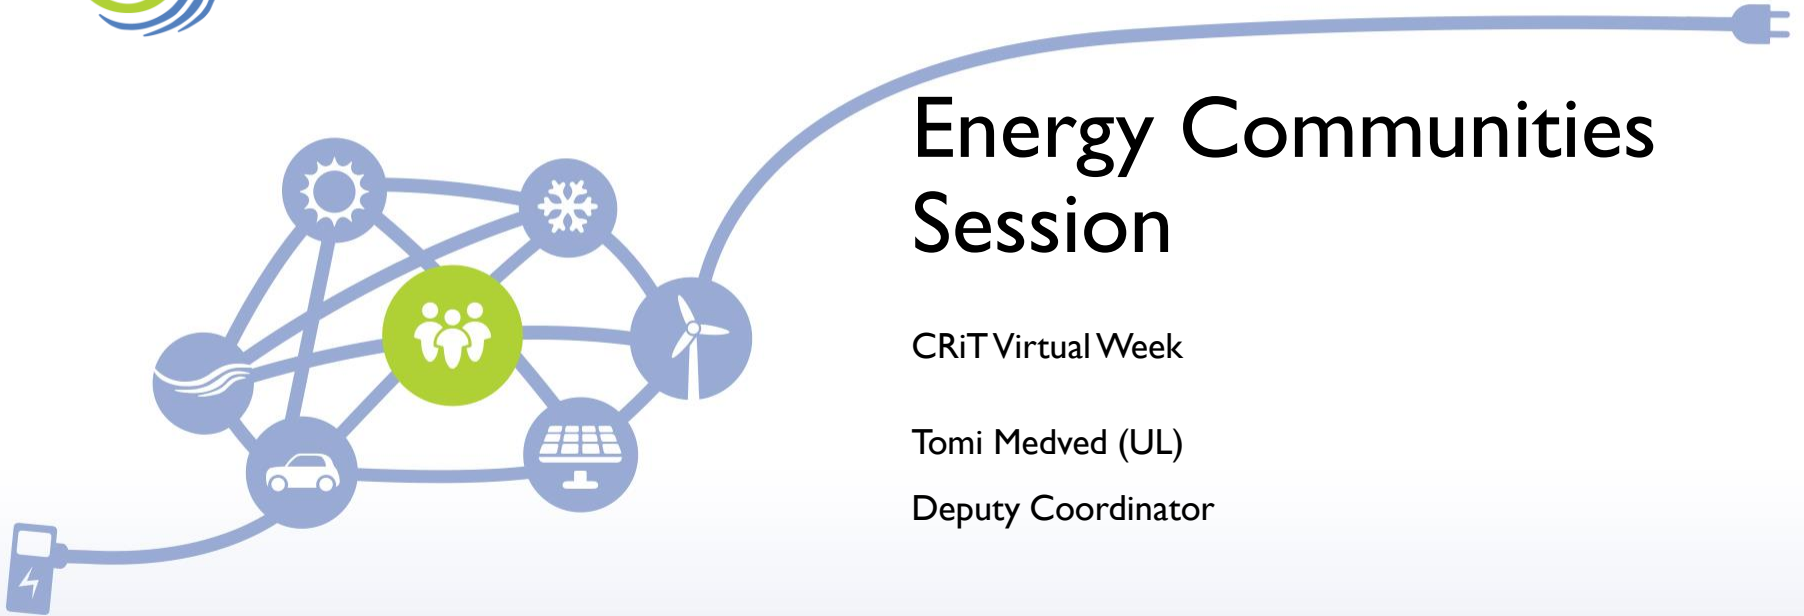 Energy Communities
Session
CRiT Virtual Week
Tomi Medved (UL)
Deputy Coordinator